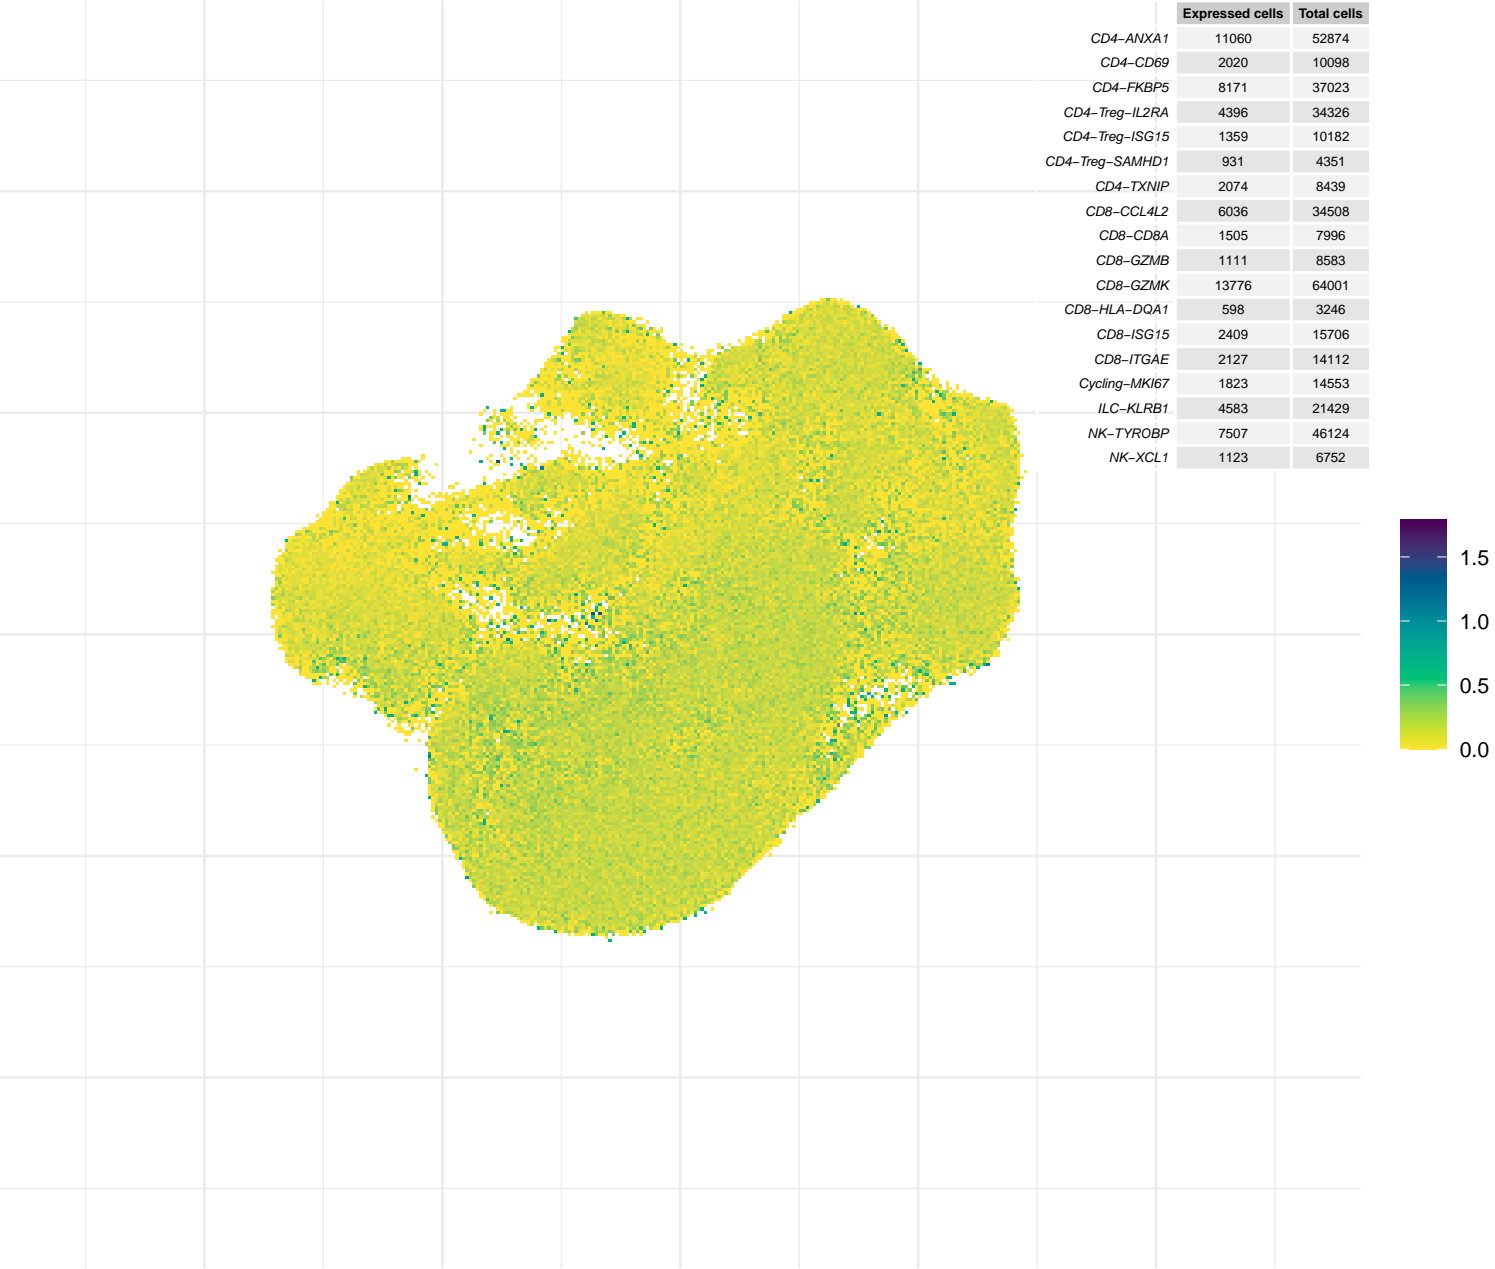 Expressed cells Total cells
CD4−ANXA1 11060 52874
CD4−CD69 2020 10098
CD4−FKBP5 8171 37023
CD4−Treg−IL2RA 4396 34326
CD4−Treg−ISG15 1359 10182
CD4−Treg−SAMHD1 931 4351
CD4−TXNIP 2074 8439
CD8−CCL4L2 6036 34508
CD8−CD8A 1505 7996
CD8−GZMB 1111 8583
CD8−GZMK 13776 64001
CD8−HLA−DQA1 598 3246
CD8−ISG15 2409 15706
CD8−ITGAE 2127 14112
Cycling−MKI67 1823 14553
ILC−KLRB1 4583 21429
NK−TYROBP 7507 46124
NK−XCL1 1123 6752
1.5
1.0
0.5
0.0